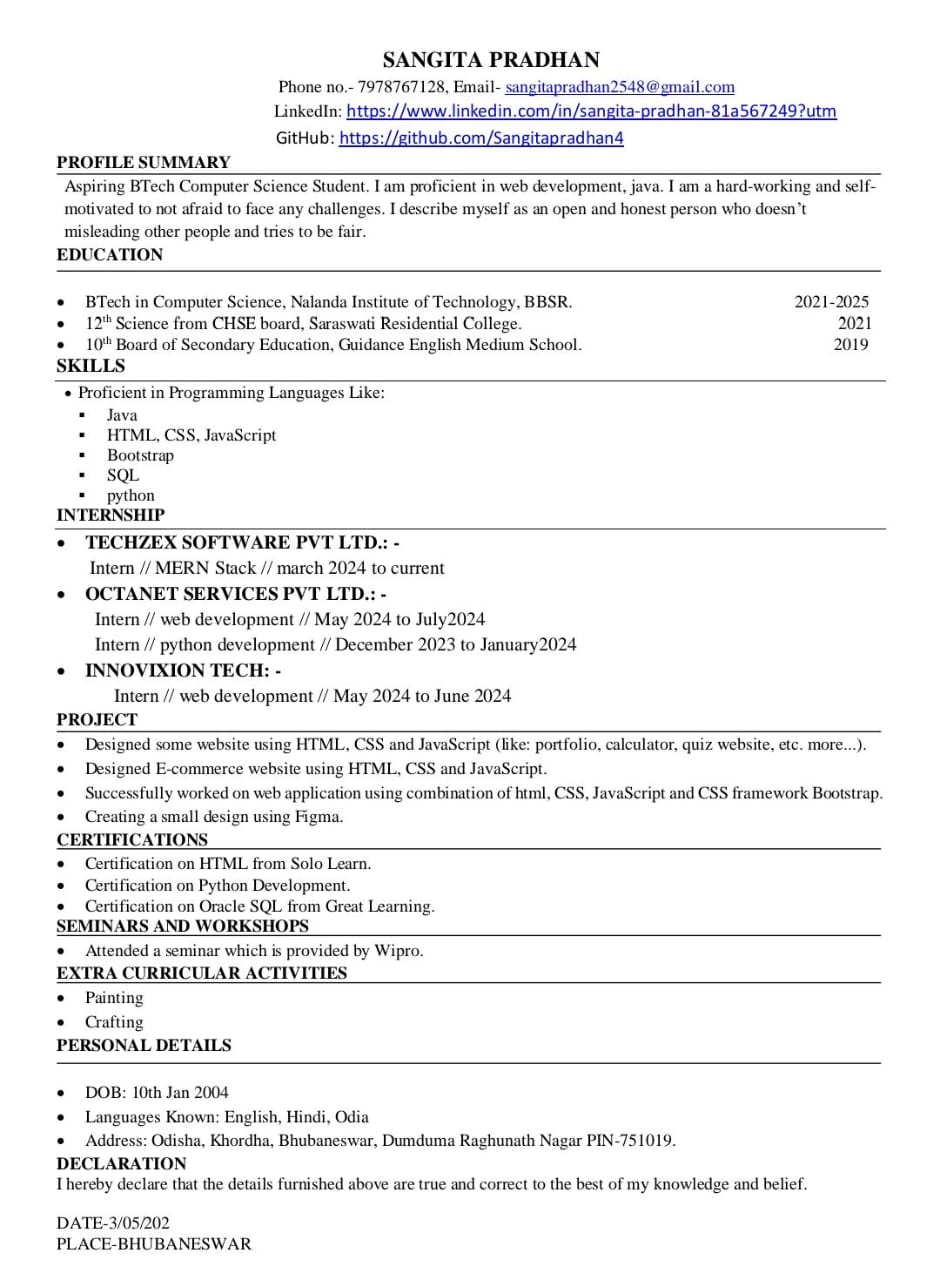 SANGITA PRADHAN
Phone no.- 7978767128, Email- sangitapradhan2548@gmail.com
LinkedIn: https://www.linkedin.com/in/sangita-pradhan-81a567249?utm
GitHub: https://github.com/Sangitapradhan4
PROFILE SUMMARY
Aspiring BTech Computer Science Student. I am proficient in web development, java. I am a hard-working and self-
motivated to not afraid to face any challenges. I describe myself as an open and honest person who doesn’t
misleading other people and tries to be fair.
EDUCATION
• BTech in Computer Science, Nalanda Institute of Technology, BBSR. 2021-2025
• 12th Science from CHSE board, Saraswati Residential College. 2021
• 10th Board of Secondary Education, Guidance English Medium School. 2019
SKILLS
• Proficient in Programming Languages Like:
▪ Java
▪ HTML, CSS, JavaScript
▪ Bootstrap
▪ SQL
▪ python
INTERNSHIP
• TECHZEX SOFTWARE PVT LTD.: -
Intern // MERN Stack // march 2024 to current
• OCTANET SERVICES PVT LTD.: -
Intern // web development // May 2024 to July2024
Intern // python development // December 2023 to January2024
• INNOVIXION TECH: -
Intern // web development // May 2024 to June 2024
PROJECT
• Designed some website using HTML, CSS and JavaScript (like: portfolio, calculator, quiz website, etc. more...).
• Designed E-commerce website using HTML, CSS and JavaScript.
• Successfully worked on web application using combination of html, CSS, JavaScript and CSS framework Bootstrap.
• Creating a small design using Figma.
CERTIFICATIONS
• Certification on HTML from Solo Learn.
• Certification on Python Development.
• Certification on Oracle SQL from Great Learning.
SEMINARS AND WORKSHOPS
• Attended a seminar which is provided by Wipro.
EXTRA CURRICULAR ACTIVITIES
• Painting
• Crafting
PERSONAL DETAILS
• DOB: 10th Jan 2004
• Languages Known: English, Hindi, Odia
• Address: Odisha, Khordha, Bhubaneswar, Dumduma Raghunath Nagar PIN-751019.
DECLARATION
I hereby declare that the details furnished above are true and correct to the best of my knowledge and belief.
DATE-3/05/202
PLACE-BHUBANESWAR